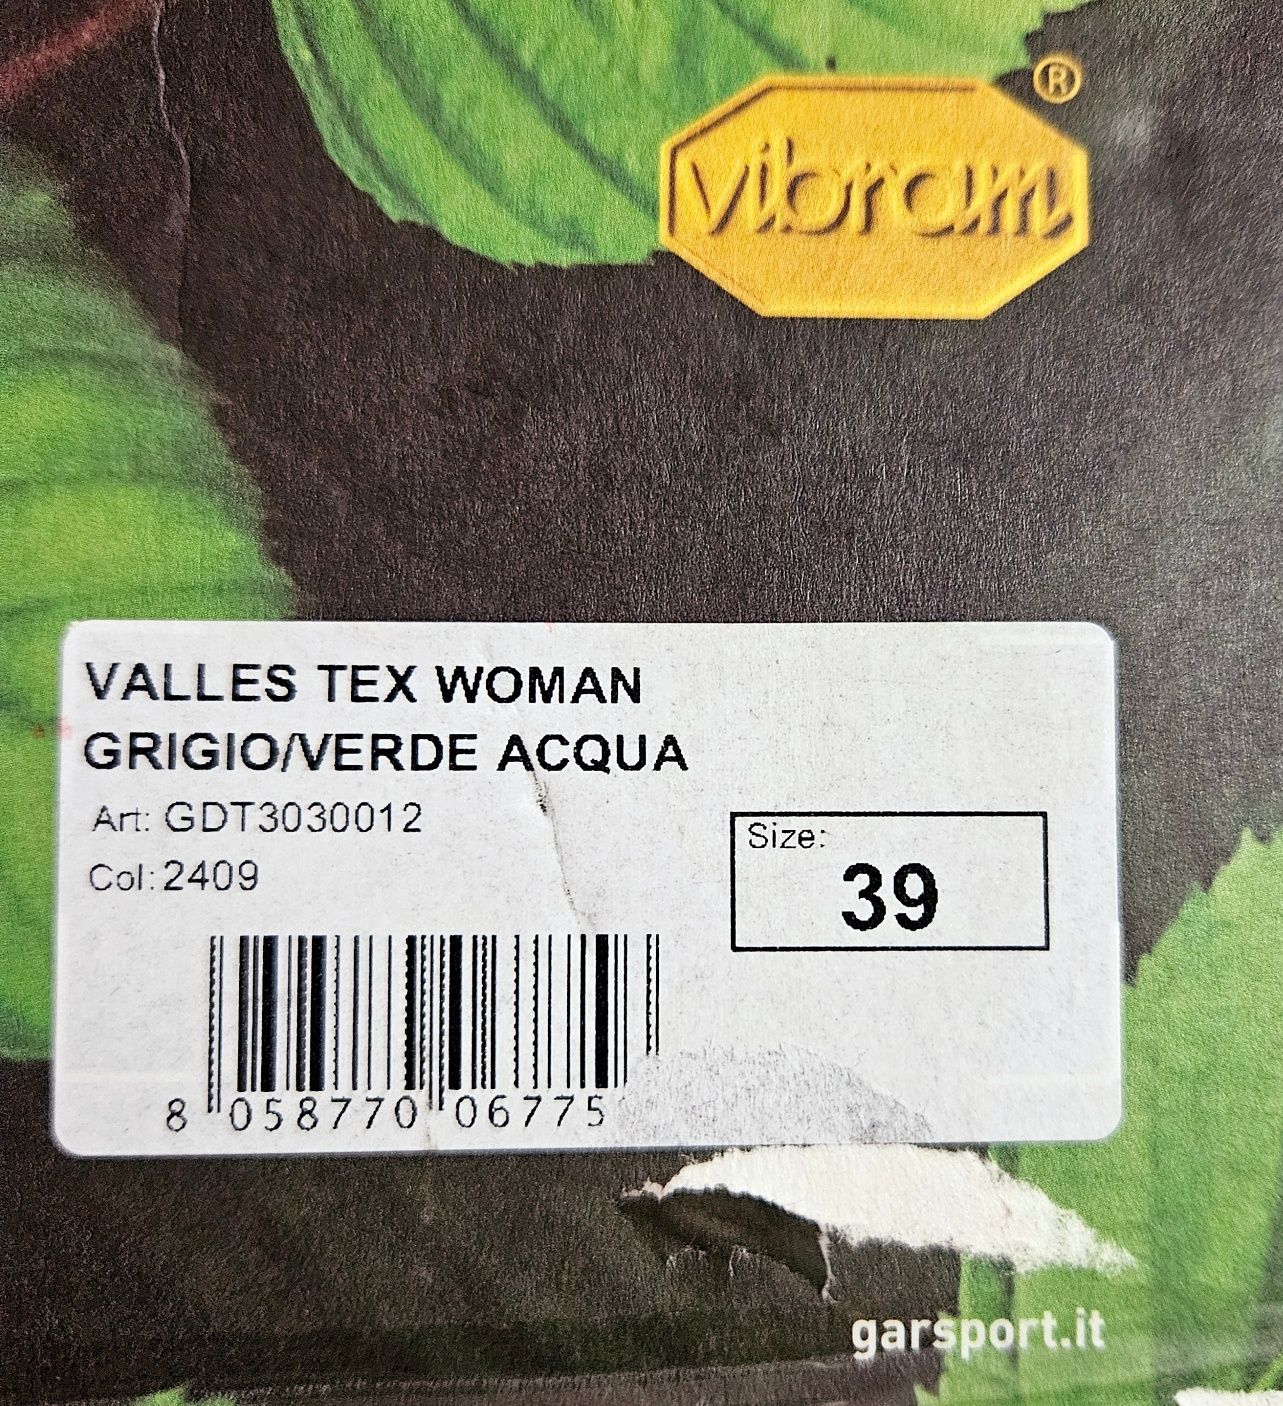 vibram®
VALLES TEX WOMAN
GRIGIO/VERDE ACQUA
Art: GDT3030012
Col: 2409
Size:
39
8 058770 06775
garsport.it